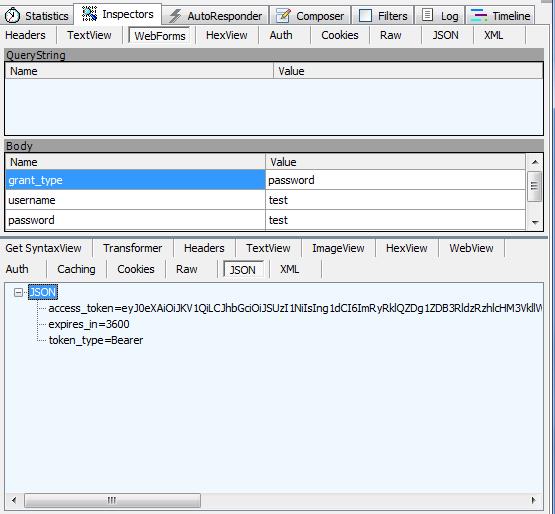 Statistics Inspectors AutoResponder Composer Filters Log Timeline
Headers TextView WebForms HexView Auth Cookies Raw JSON XML
QueryString
Name Value
Body
Name Value
grant_type password
username test
password test
Get SyntaxView Transformer Headers TextView ImageView HexView WebView
Auth Caching Cookies Raw JSON XML
JSON
access_token=eyJ0eXAiOiJKV1QiLCJhbGciOiJSUzI1NiIsIng1dCI6ImRyRklQZDg1ZDB3RldzRzhlcHM3VkllW
expires_in=3600
token_type=Bearer